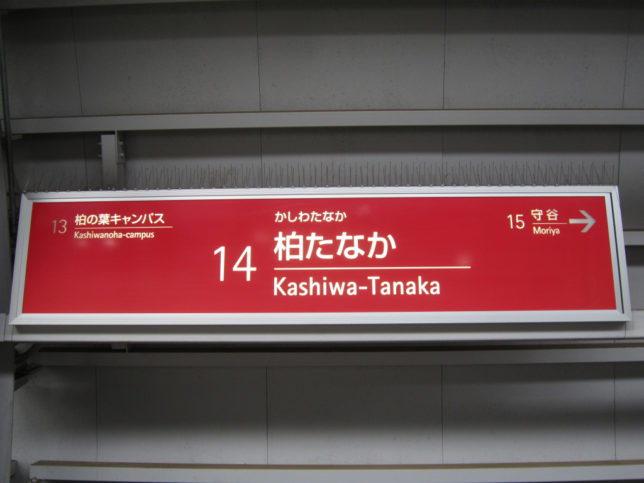 13 柏の葉キャンパス
Kashiwanoha-campus
かしわたなか
14 柏たなか
Kashiwa-Tanaka
15 守谷
Moriya